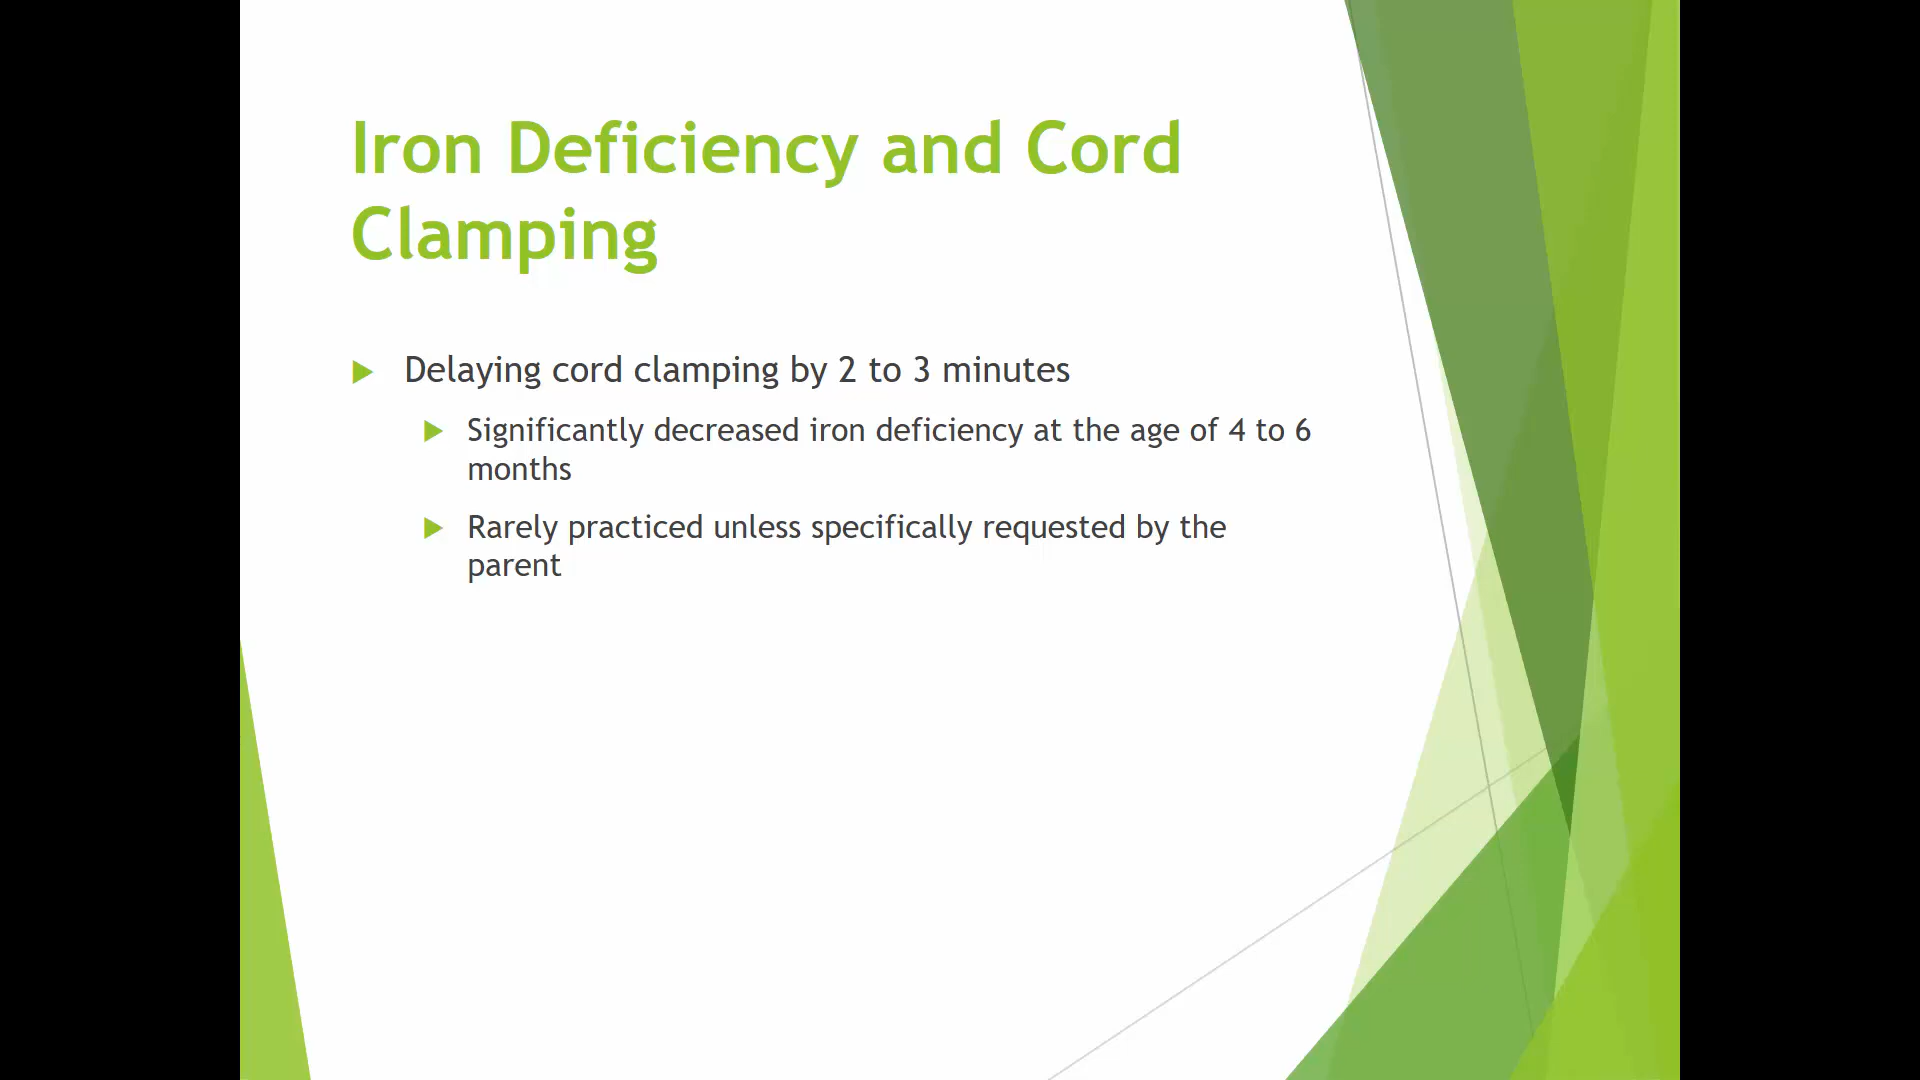 Iron Deficiency and Cord
Clamping
Delaying cord clamping by 2 to 3 minutes
Significantly decreased iron deficiency at the age of 4 to 6
months
Rarely practiced unless specifically requested by the
parent